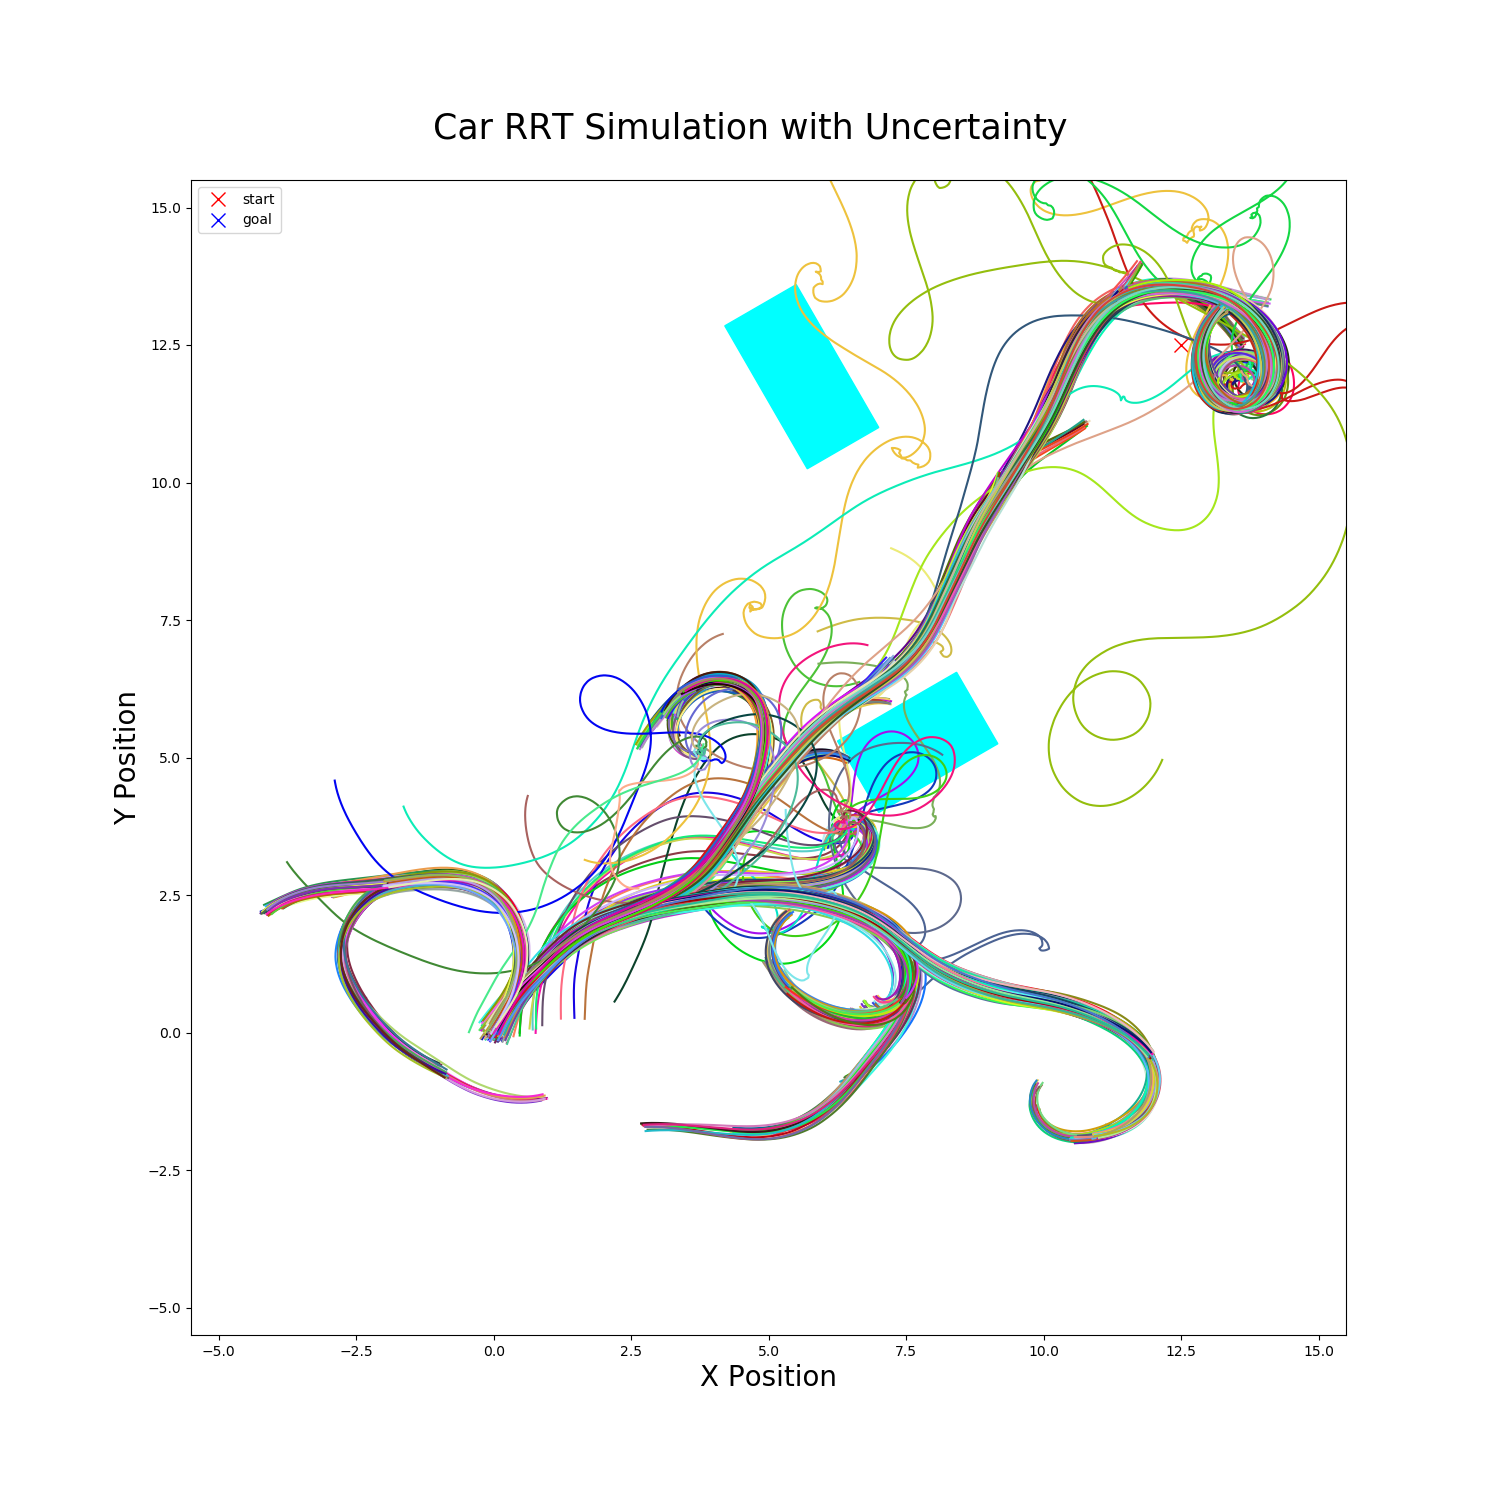 Car RRT Simulation with Uncertainty
start
goal
15.0
12.5
10.0
7.5
5.0
2.5
0.0
−2.5
−5.0
Y Position
−5.0 −2.5 0.0 2.5 5.0 7.5 10.0 12.5 15.0
X Position